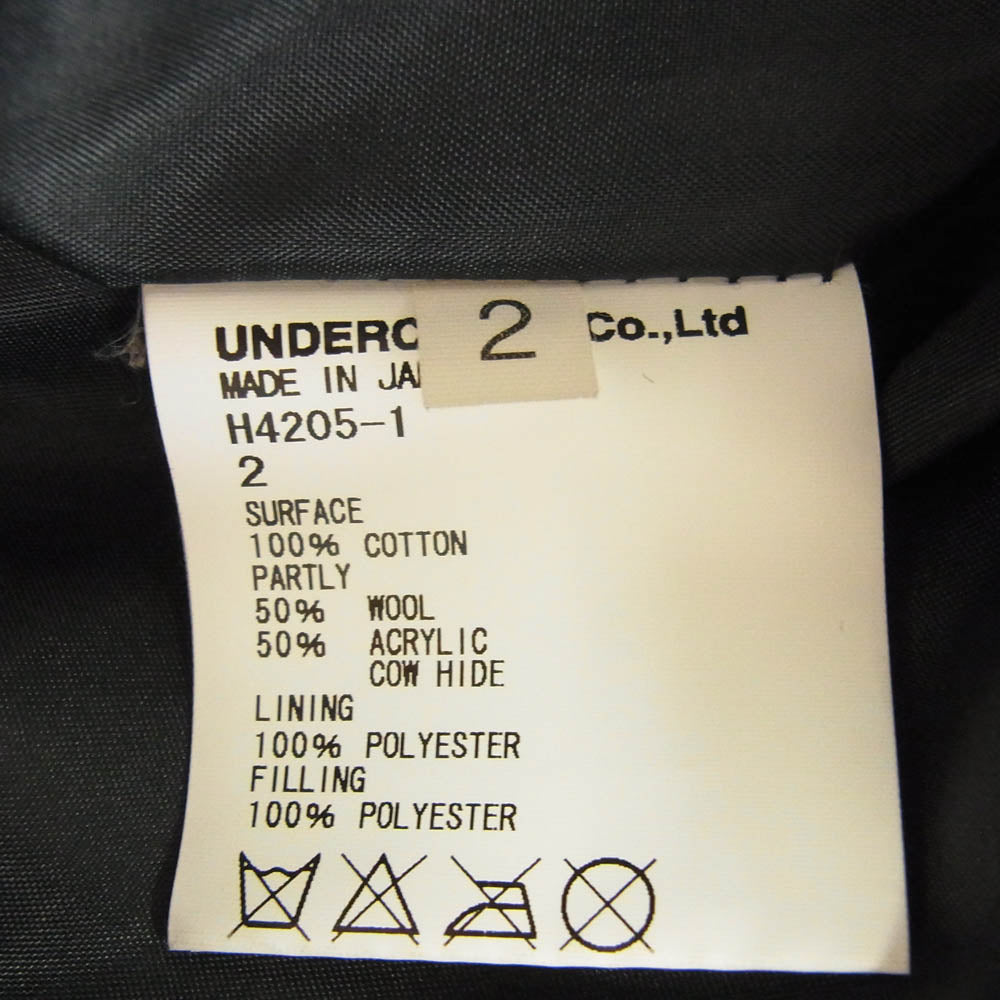 2
UNDERC Co.,Ltd
MADE IN JA
H4205-1
2
SURFACE
100% COTTON
PARTLY
50% WOOL
50% ACRYLIC
COW HIDE
LINING
100% POLYESTER
FILLING
100% POLYESTER